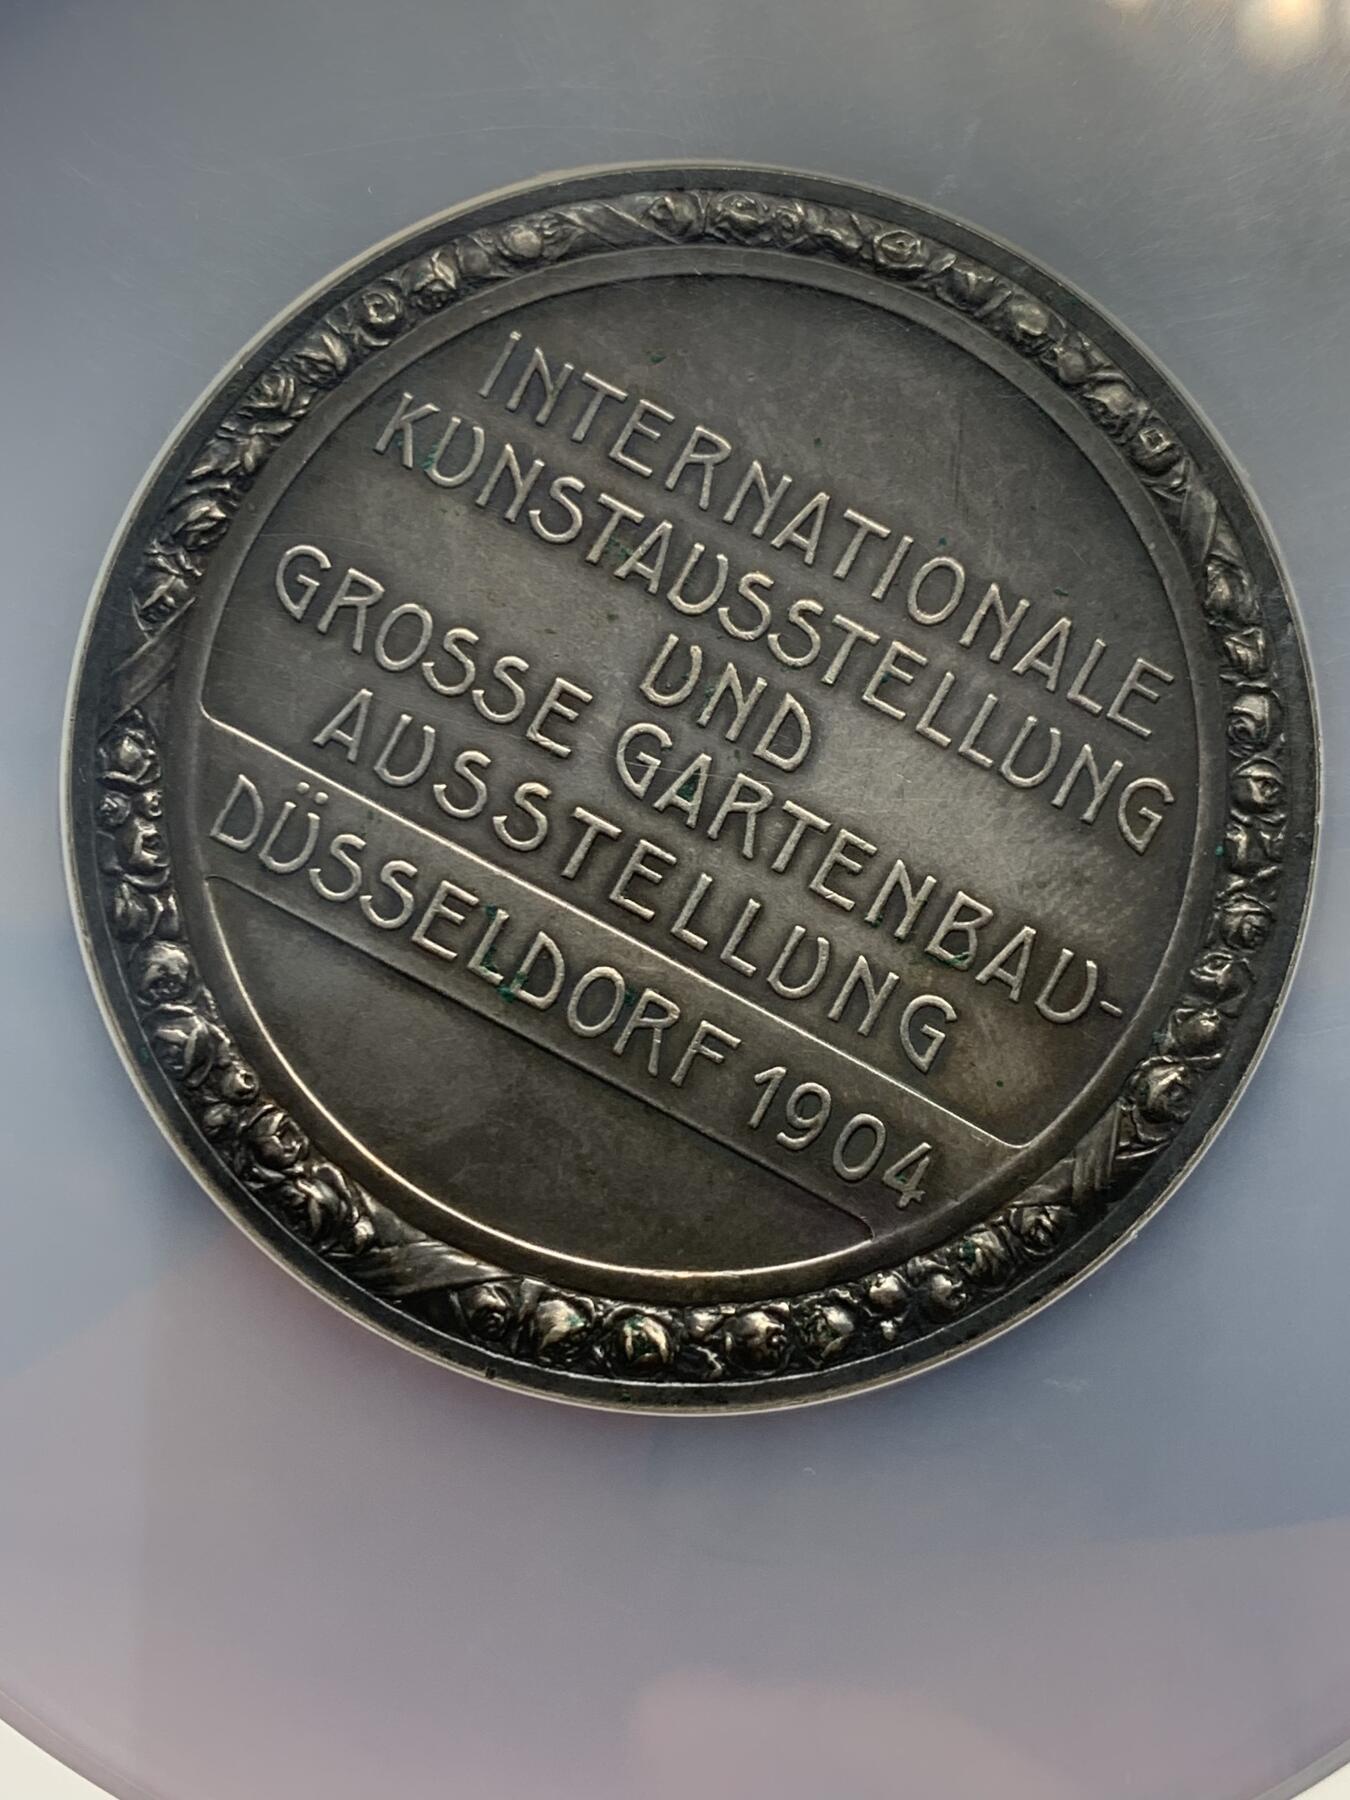 INTERNATIONALE
KUNSTAUSSTELLUNG
UND
GROSSE GARTENBAU-
AUSSTELLUNG
DÜSSELDORF 1904